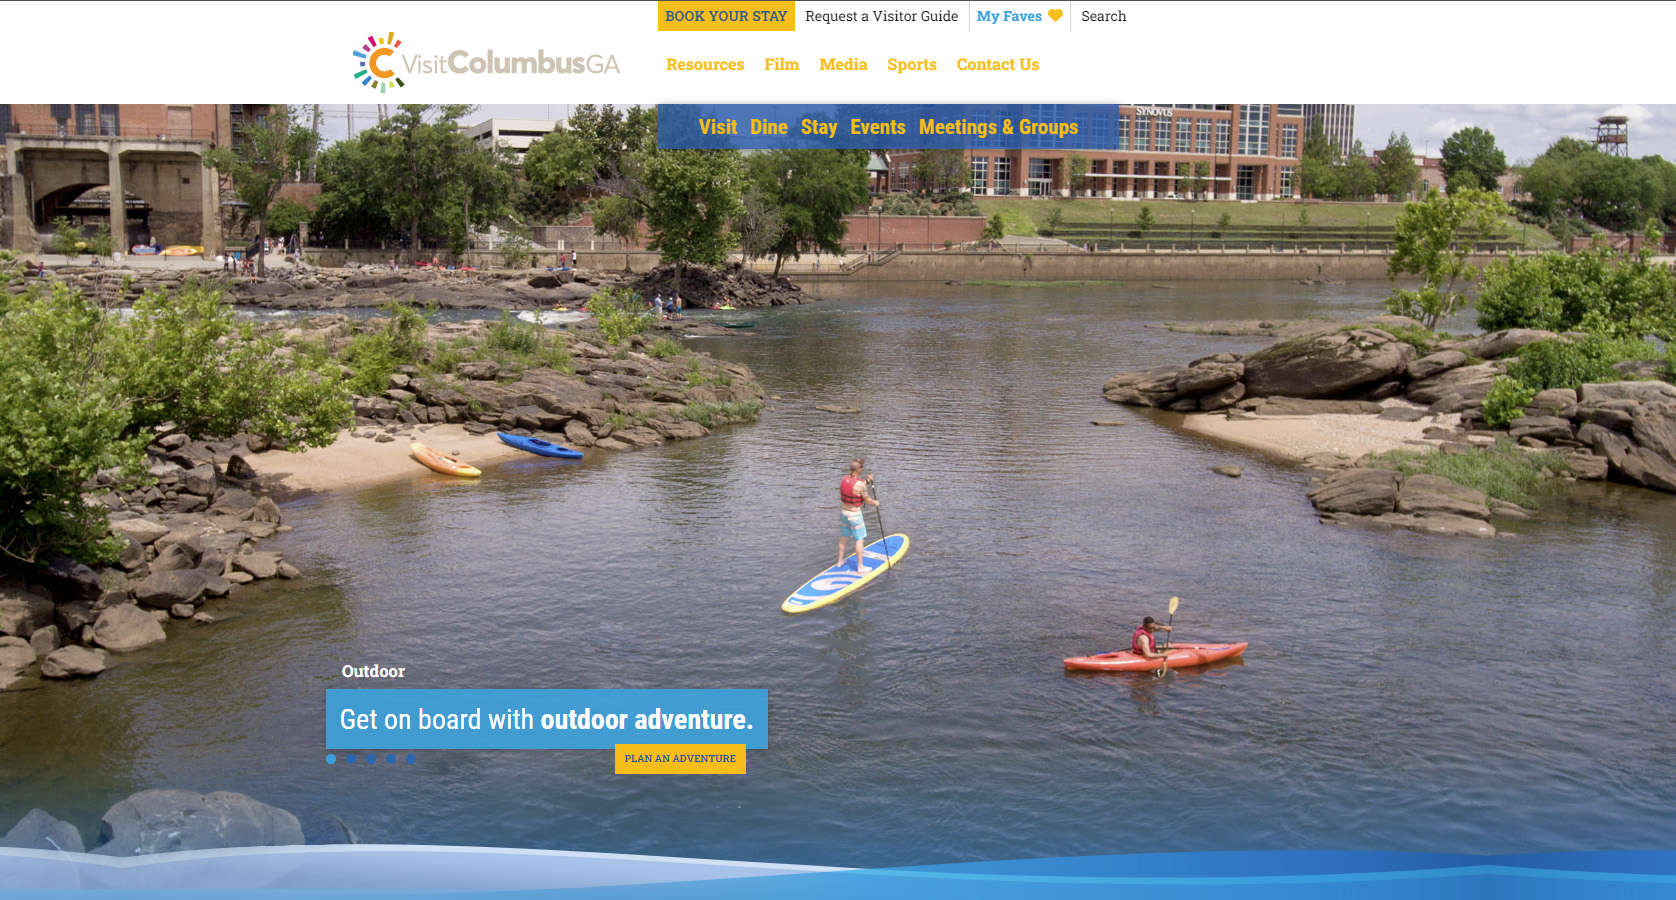 BOOK YOUR STAY Request a Visitor Guide My Faves Search
VisitColumbusGA
Resources Film Media Sports Contact Us
SYNOVUS
Visit Dine Stay Events Meetings & Groups
Outdoor
Get on board with outdoor adventure.
PLAN AN ADVENTURE